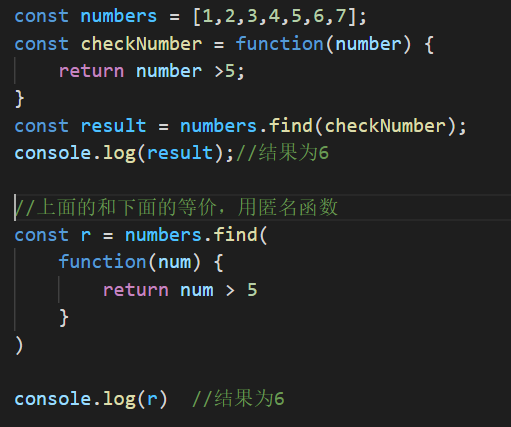 const numbers = [1,2,3,4,5,6,7];
const checkNumber = function(number) {
    return number >5;
}
const result = numbers.find(checkNumber);
console.log(result);//结果为6
//上面的和下面的等价，用匿名函数
const r = numbers.find(
    function(num) {
        return num > 5
    }
)
console.log(r)  //结果为6